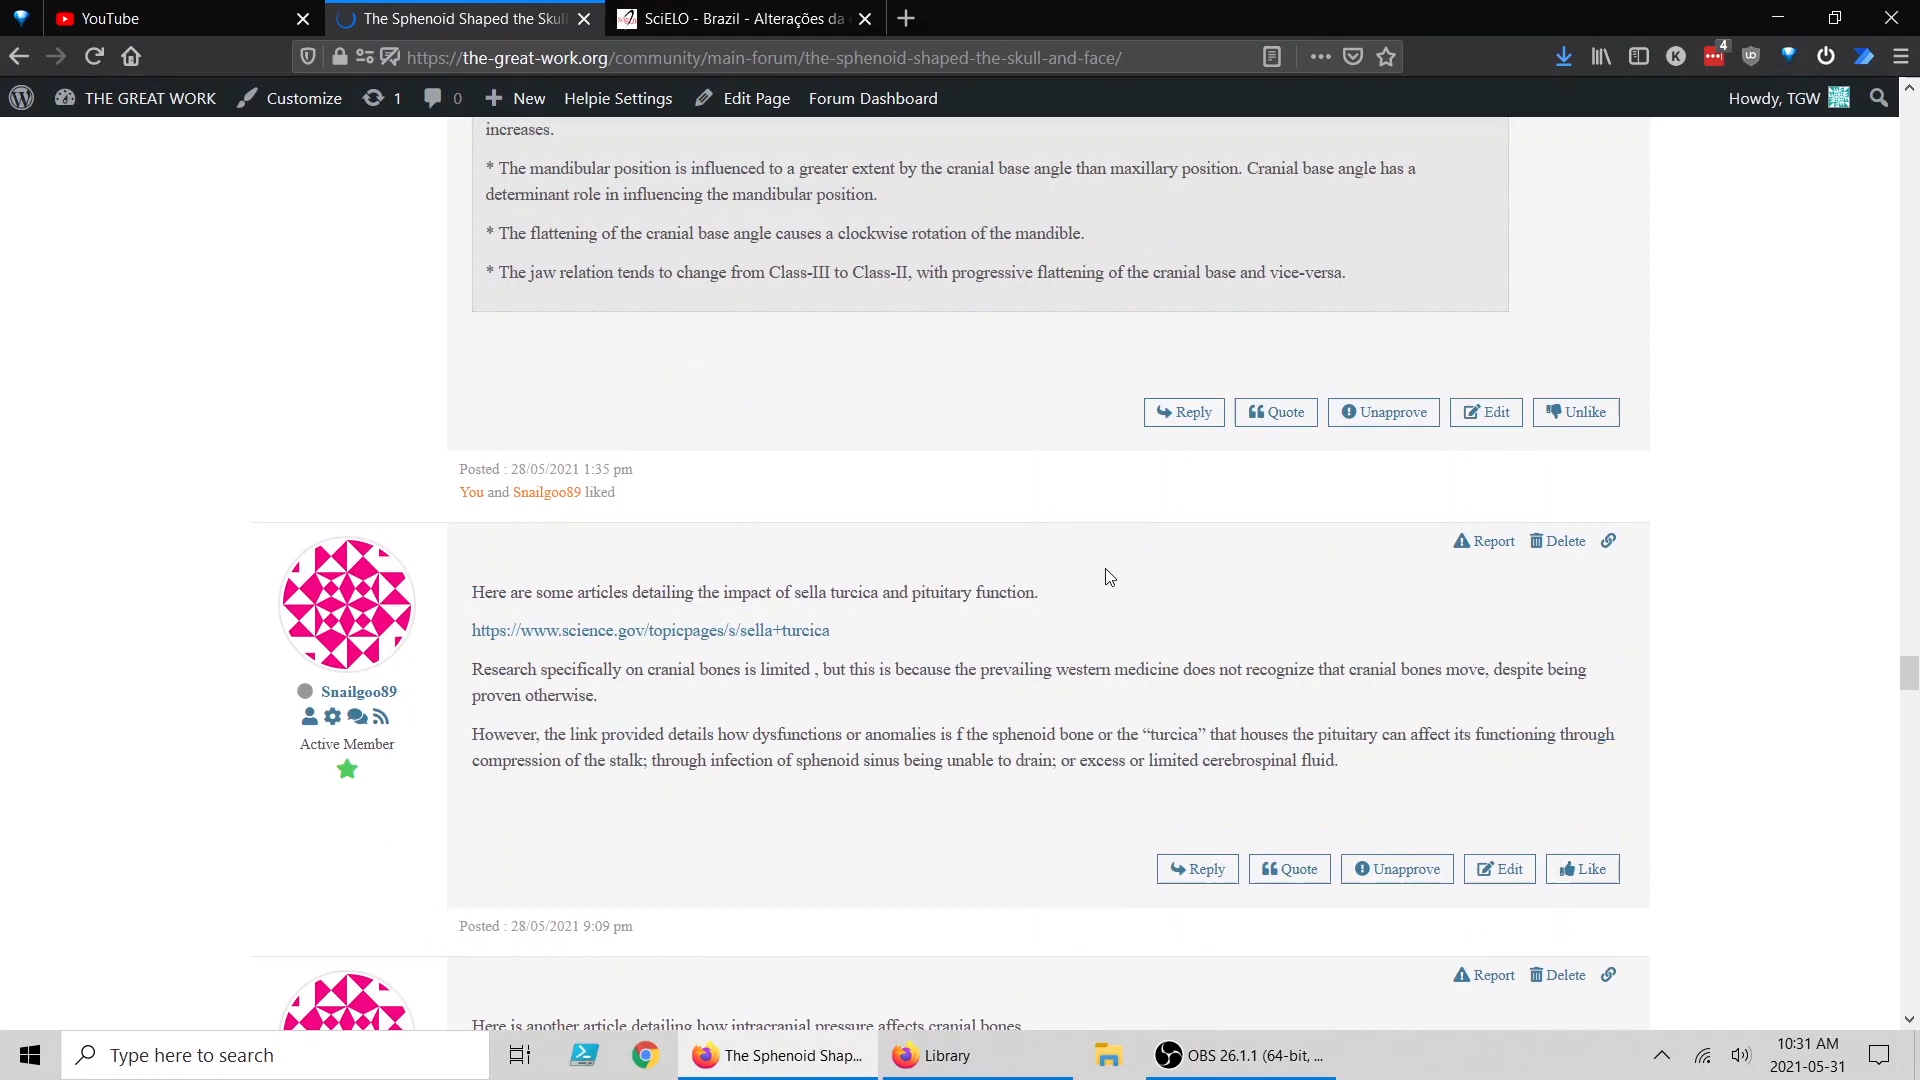 YouTube
The Sphenoid Shaped the Skull
SciELO - Brazil - Alterações da
https://the-great-work.org/community/main-forum/the-sphenoid-shaped-the-skull-and-face/
4
THE GREAT WORK
Customize
1
0
New
Helpie Settings
Edit Page
Forum Dashboard
Howdy, TGW
increases.
* The mandibular position is influenced to a greater extent by the cranial base angle than maxillary position. Cranial base angle has a
determinant role in influencing the mandibular position.
* The flattening of the cranial base angle causes a clockwise rotation of the mandible.
* The jaw relation tends to change from Class-III to Class-II, with progressive flattening of the cranial base and vice-versa.
Reply
Quote
Unapprove
Edit
Unlike
Posted : 28/05/2021 1:35 pm
You and Snailgoo89 liked
Report
Delete
Here are some articles detailing the impact of sella turcica and pituitary function.
https://www.science.gov/topicpages/s/sella+turcica
Research specifically on cranial bones is limited , but this is because the prevailing western medicine does not recognize that cranial bones move, despite being
proven otherwise.
Snailgoo89
Active Member
However, the link provided details how dysfunctions or anomalies is f the sphenoid bone or the “turcica” that houses the pituitary can affect its functioning through
compression of the stalk; through infection of sphenoid sinus being unable to drain; or excess or limited cerebrospinal fluid.
Reply
Quote
Unapprove
Edit
Like
Posted : 28/05/2021 9:09 pm
Report
Delete
Here is another article detailing how intracranial pressure affects cranial bones
Type here to search
The Sphenoid Shap...
Library
OBS 26.1.1 (64-bit, ...
10:31 AM
2021-05-31